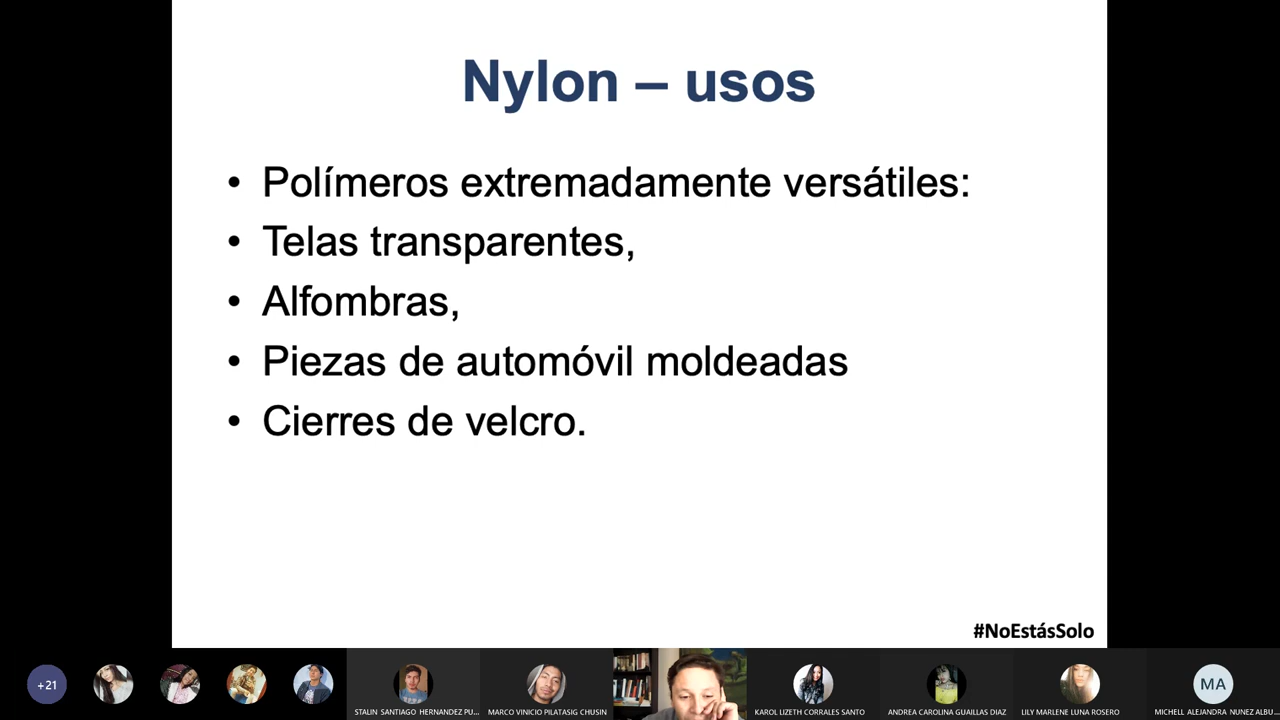 Nylon – usos
• Polímeros extremadamente versátiles:
• Telas transparentes,
• Alfombras,
• Piezas de automóvil moldeadas
• Cierres de velcro.
#NoEstásSolo
+21
STALIN SANTIAGO HERNANDEZ PU...
MARCO VINICIO PILATASIG CHUSIN
KAROL LIZETH CORRALES SANTO
ANDREA CAROLINA GUAILLAS DIAZ
LILY MARLENE LUNA ROSERO
MA
MICHELL ALEJANDRA NUNEZ ALBU...